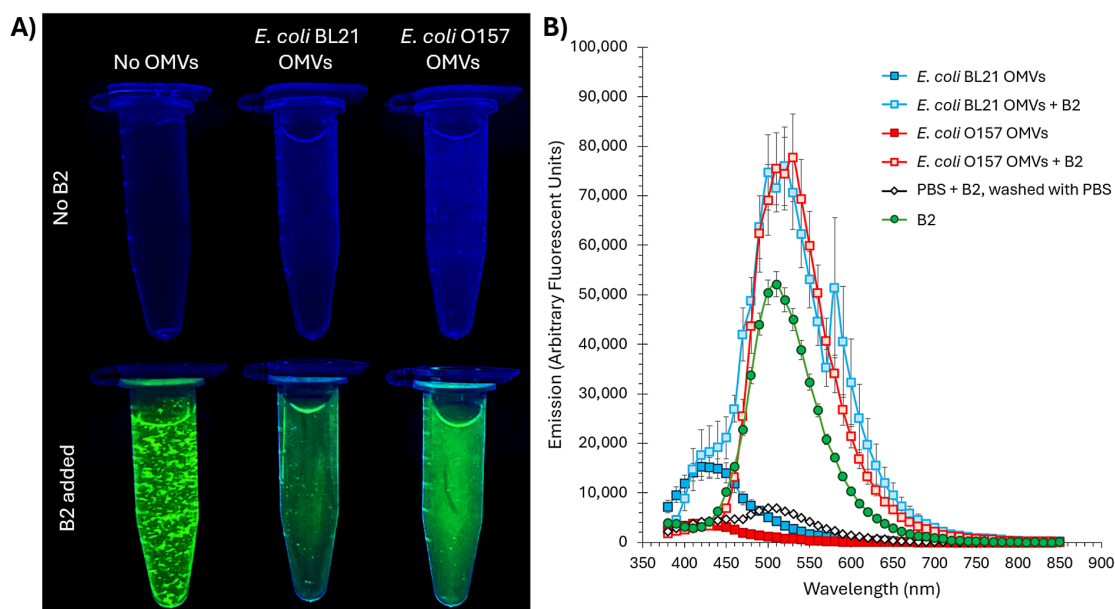 A)
No OMVs
E. coli BL21
OMVs
E. coli O157
OMVs
No B2
B2 added
B)
100,000
90,000
80,000
70,000
60,000
50,000
40,000
30,000
20,000
10,000
0
Emission (Arbitrary Fluorescent Units)
E. coli BL21 OMVs
E. coli BL21 OMVs + B2
E. coli O157 OMVs
E. coli O157 OMVs + B2
PBS + B2, washed with PBS
B2
350 400 450 500 550 600 650 700 750 800 850 900
Wavelength (nm)